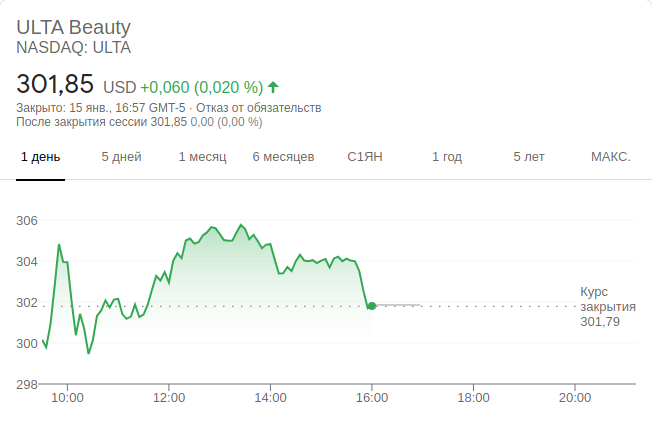 ULTA Beauty
NASDAQ: ULTA
301,85 USD +0,060 (0,020 %)
Закрыто: 15 янв., 16:57 GMT-5 · Отказ от обязательств
После закрытия сессии 301,85 0,00 (0,00 %)
1 день 5 дней 1 месяц 6 месяцев С1ЯН 1 год 5 лет МАКС.
306
304
302
300
298
Курс
закрытия
301,79
10:00 12:00 14:00 16:00 18:00 20:00